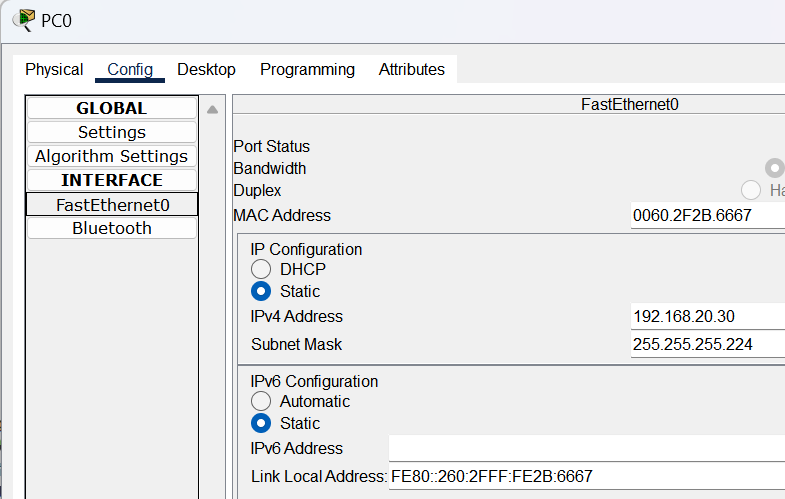 PC0
Physical Config Desktop Programming Attributes
GLOBAL
Settings
Algorithm Settings
INTERFACE
FastEthernet0
Bluetooth
FastEthernet0
Port Status
Bandwidth
Duplex
MAC Address 0060.2F2B.6667
IP Configuration
DHCP
Static
IPv4 Address 192.168.20.30
Subnet Mask 255.255.255.224
IPv6 Configuration
Automatic
Static
IPv6 Address
Link Local Address: FE80::260:2FFF:FE2B:6667